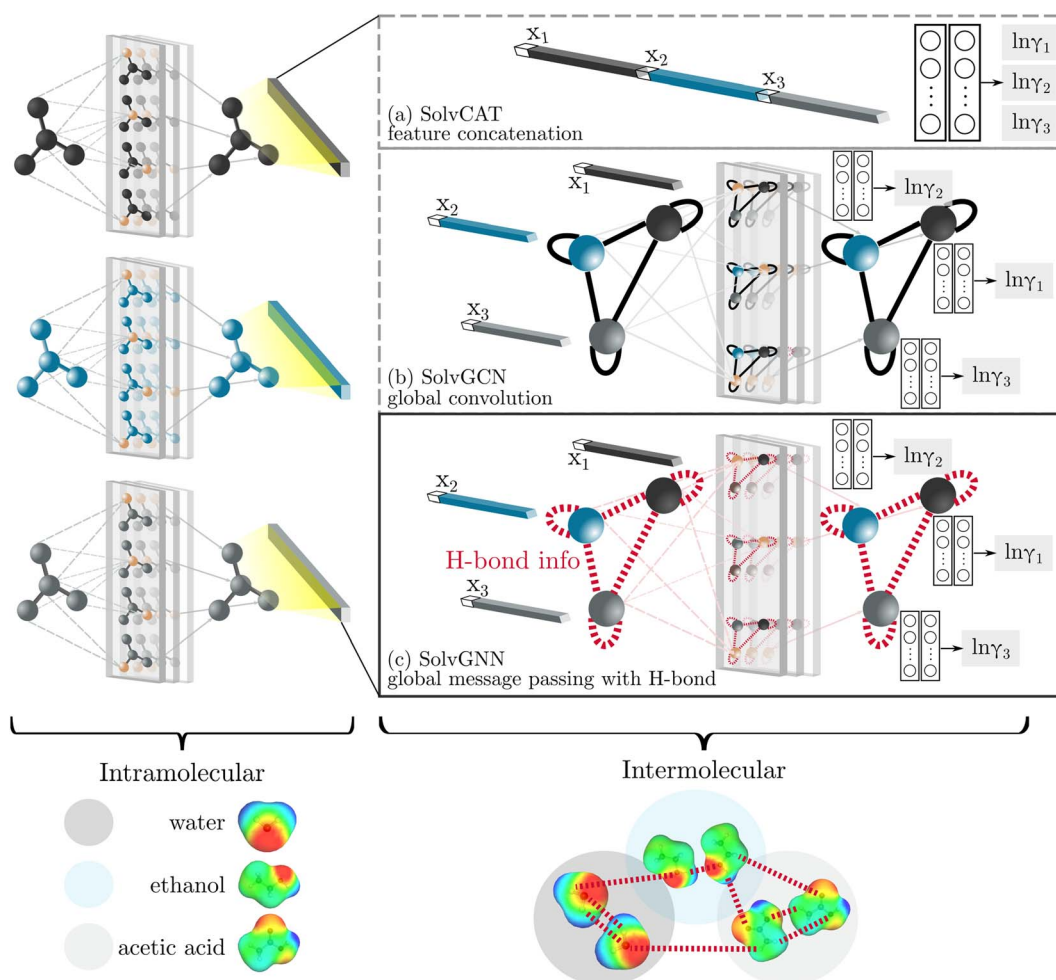 x₁
x₂
x₃
lnγ₁
lnγ₂
lnγ₃
(a) SolvCAT
feature concatenation
x₁
x₂
x₃
lnγ₂
lnγ₁
lnγ₃
(b) SolvGCN
global convolution
x₁
x₂
H-bond info
x₃
lnγ₂
lnγ₁
lnγ₃
(c) SolvGNN
global message passing with H-bond
Intramolecular
water
ethanol
acetic acid
Intermolecular